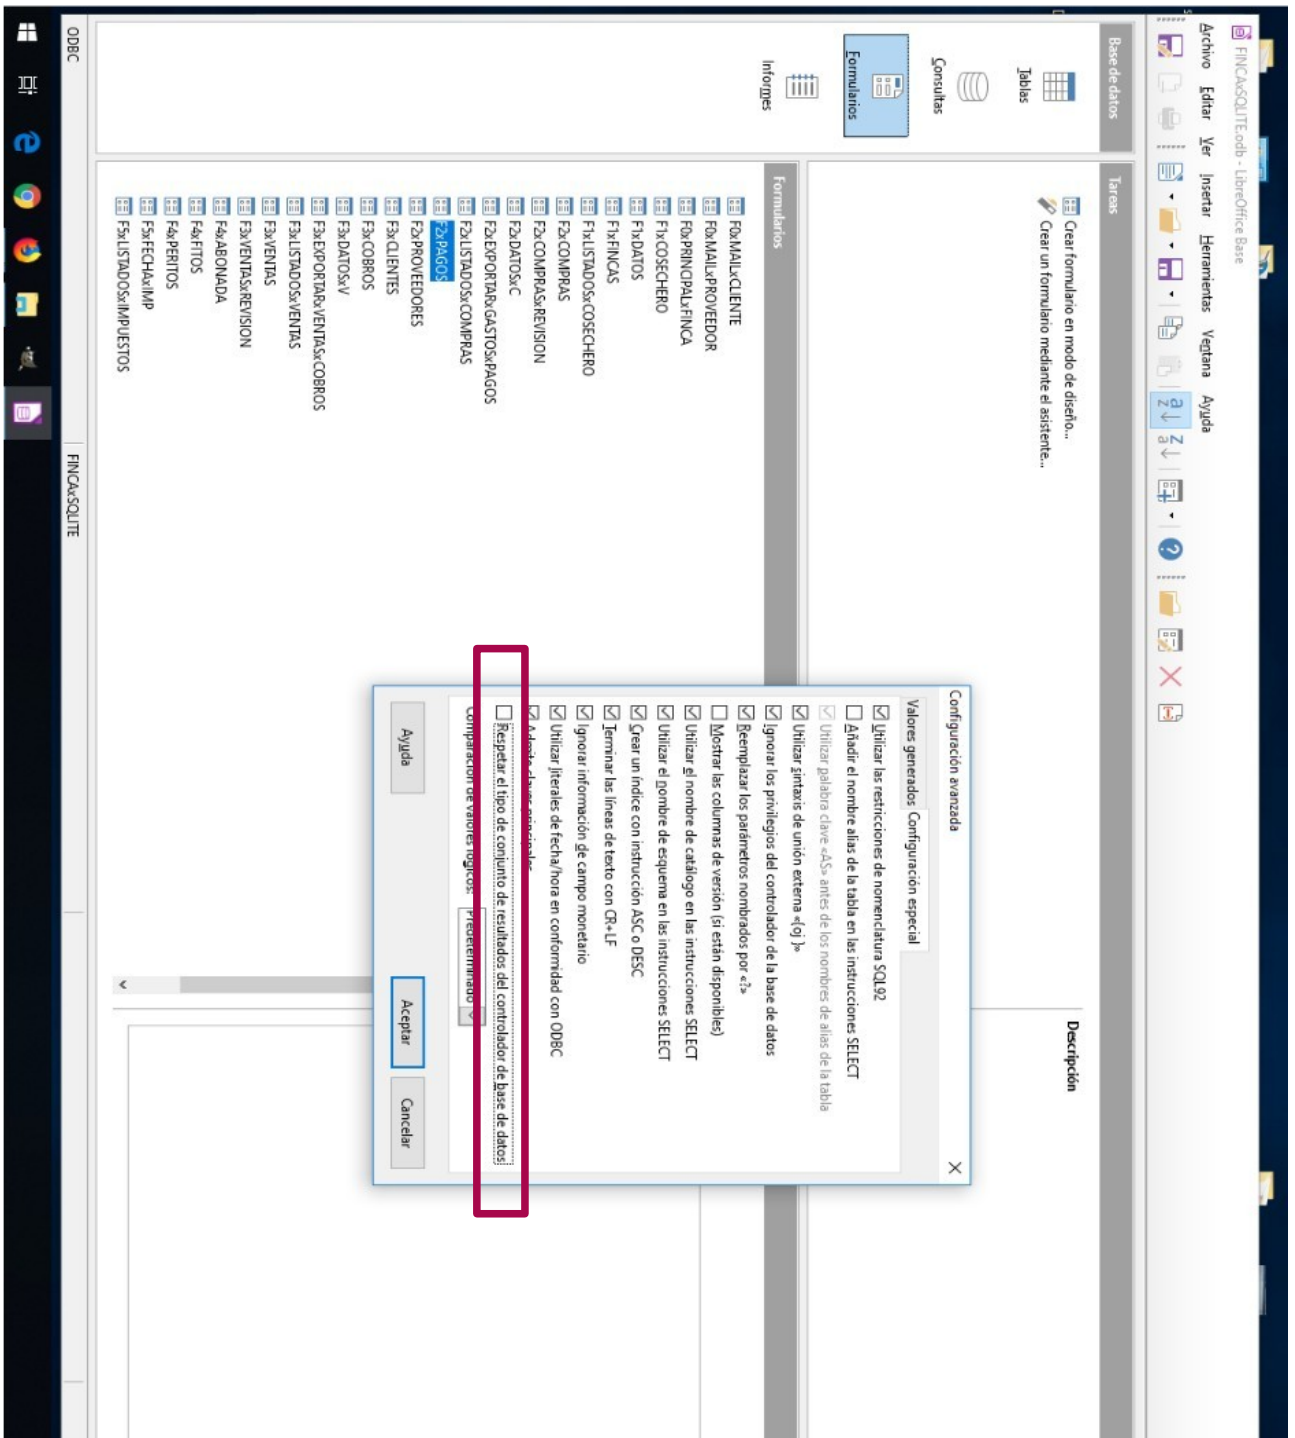 FINCAxSQLITE.odb - LibreOffice Base
Archivo Editar Ver Insertar Herramientas Ventana Ayuda
Base de datos
Tablas
Consultas
Formularios
Informes
Tareas
Crear formulario en modo de diseño...
Crear un formulario mediante el asistente...
Descripción
Formularios
F0xMAILxCLIENTE
F0xMAILxPROVEEDOR
F0xPRINCIPALxFINCA
F1xCOSECHERO
F1xDATOS
F1xFINCAS
F1xLISTADOSxCOSECHERO
F2xCOMPRAS
F2xCOMPRASxREVISION
F2xDATOSxC
F2xEXPORTARxGASTOSxPAGOS
F2xLISTADOSxCOMPRAS
F2xPAGOS
F2xPROVEEDORES
F3xCLIENTES
F3xCOBROS
F3xDATOSxV
F3xEXPORTARxVENTASxCOBROS
F3xLISTADOSxVENTAS
F3xVENTAS
F3xVENTASxREVISION
F4xABONADA
F4xFITOS
F4xPERITOS
F5xFECHAxIMP
F5xLISTADOSxIMPUESTOS
Configuración avanzada
Valores generados Configuración especial
Utilizar las restricciones de nomenclatura SQL92
Añadir el nombre alias de la tabla en las instrucciones SELECT
Utilizar palabra clave «AS» antes de los nombres de alias de la tabla
Utilizar sintaxis de unión externa «{oj }»
Ignorar los privilegios del controlador de la base de datos
Reemplazar los parámetros nombrados por «?»
Mostrar las columnas de versión (si están disponibles)
Utilizar el nombre de catálogo en las instrucciones SELECT
Utilizar el nombre de esquema en las instrucciones SELECT
Crear un índice con instrucción ASC o DESC
Terminar las líneas de texto con CR+LF
Ignorar información de campo monetario
Utilizar literales de fecha/hora en conformidad con ODBC
Admite claves principales
Respetar el tipo de conjunto de resultados del controlador de base de datos
Comparación de valores lógicos: Predeterminado
Ayuda Aceptar Cancelar
ODBC FINCAxSQLITE